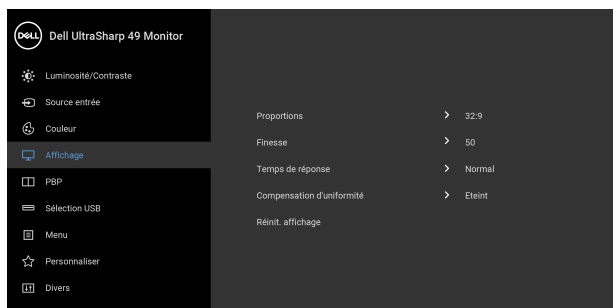 DELL Dell UltraSharp 49 Monitor
Luminosité/Contraste
Source entrée
Couleur
Affichage
PBP
Sélection USB
Menu
Personnaliser
Divers
Proportions 32:9
Finesse 50
Temps de réponse Normal
Compensation d'uniformité Eteint
Réinit. affichage